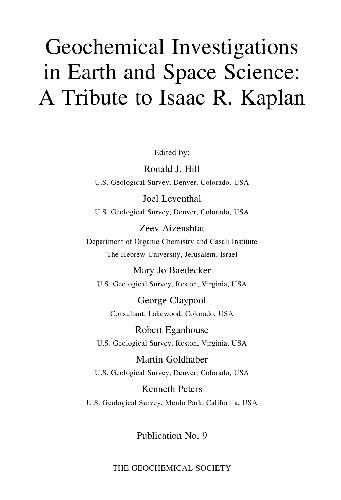 Geochemical Investigations
in Earth and Space Science:
A Tribute to Isaac R. Kaplan
Edited by:
Ronald J. Hill
U.S. Geological Survey, Denver, Colorado, USA
Joel Leventhal
U.S. Geological Survey, Denver, Colorado, USA
Zeev Aizenshtat
Department of Organic Chemistry and Casali Institute
The Hebrew University, Jerusalem, Israel
Mary Jo Baedecker
U.S. Geological Survey, Reston, Virginia, USA
George Claypool
Consultant, Lakewood, Colorado, USA
Robert Eganhouse
U.S. Geological Survey, Reston, Virginia, USA
Martin Goldhaber
U.S. Geological Survey, Denver, Colorado, USA
Kenneth Peters
U.S. Geological Survey, Menlo Park, California, USA
Publication No. 9
THE GEOCHEMICAL SOCIETY